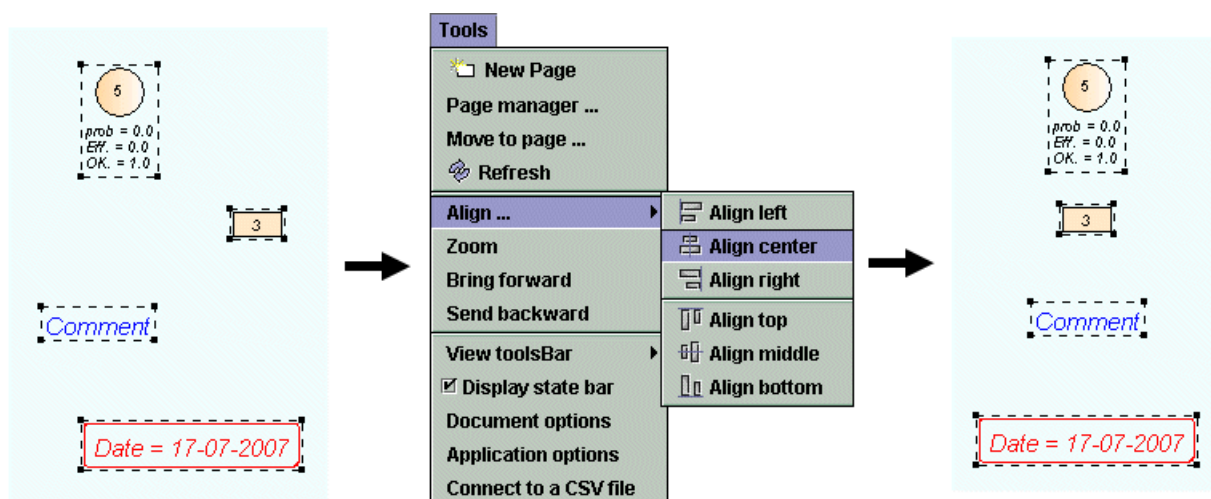 5
prob = 0.0
Eff. = 0.0
OK. = 1.0
3
Comment
Date = 17-07-2007
Tools
New Page
Page manager ...
Move to page ...
Refresh
Align ...
Zoom
Bring forward
Send backward
View toolsBar
Display state bar
Document options
Application options
Connect to a CSV file
Align left
Align center
Align right
Align top
Align middle
Align bottom
5
prob = 0.0
Eff. = 0.0
OK. = 1.0
3
Comment
Date = 17-07-2007